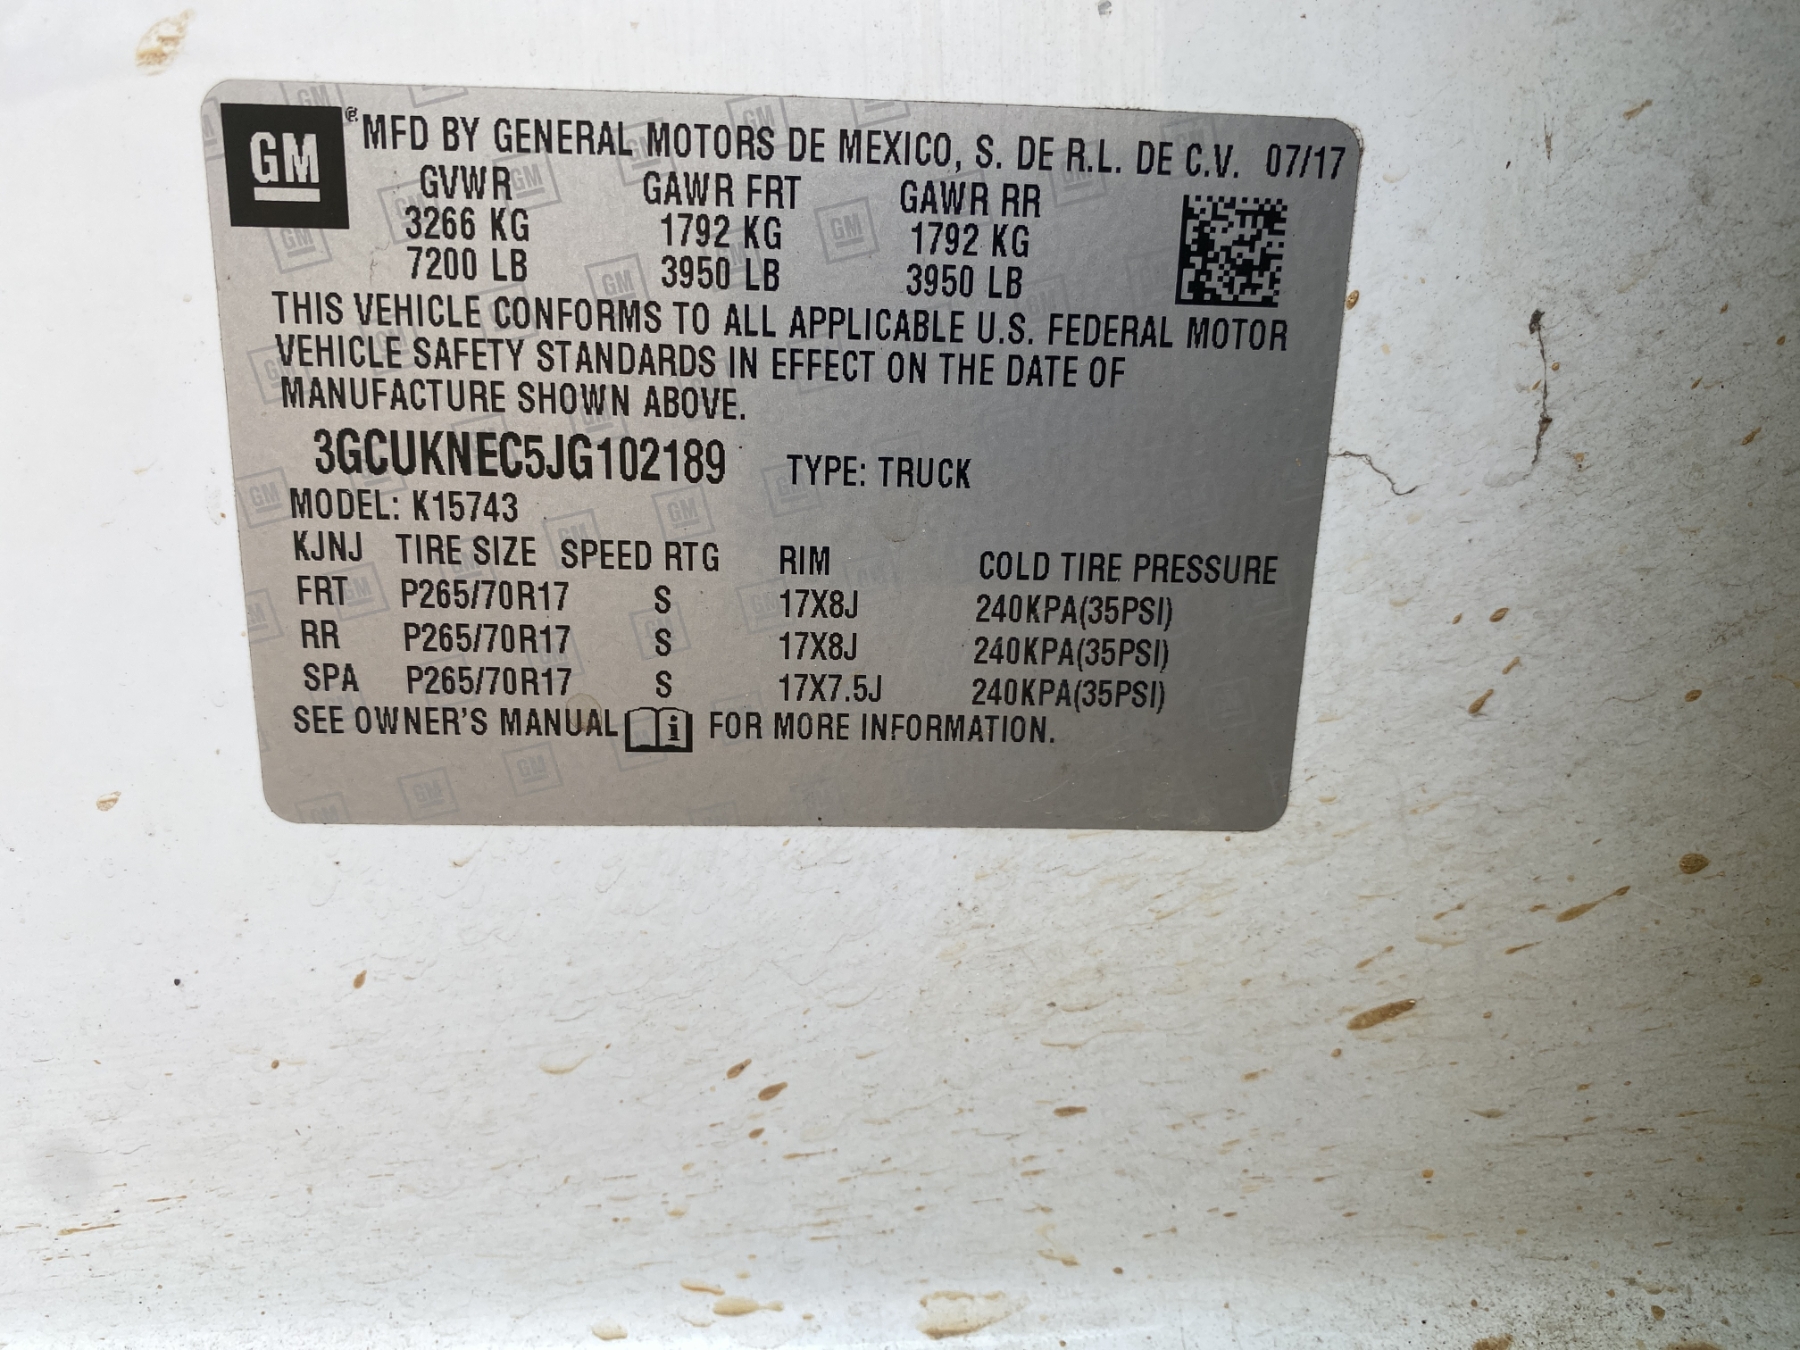 GM ® MFD BY GENERAL MOTORS DE MEXICO, S. DE R.L. DE C.V. 07/17
GVWR GAWR FRT GAWR RR
3266 KG 1792 KG 1792 KG
7200 LB 3950 LB 3950 LB
THIS VEHICLE CONFORMS TO ALL APPLICABLE U.S. FEDERAL MOTOR
VEHICLE SAFETY STANDARDS IN EFFECT ON THE DATE OF
MANUFACTURE SHOWN ABOVE.
3GCUKNEC5JG102189 TYPE: TRUCK
MODEL: K15743
KJNJ TIRE SIZE SPEED RTG RIM COLD TIRE PRESSURE
FRT P265/70R17 S 17X8J 240KPA(35PSI)
RR P265/70R17 S 17X8J 240KPA(35PSI)
SPA P265/70R17 S 17X7.5J 240KPA(35PSI)
SEE OWNER'S MANUAL i FOR MORE INFORMATION.